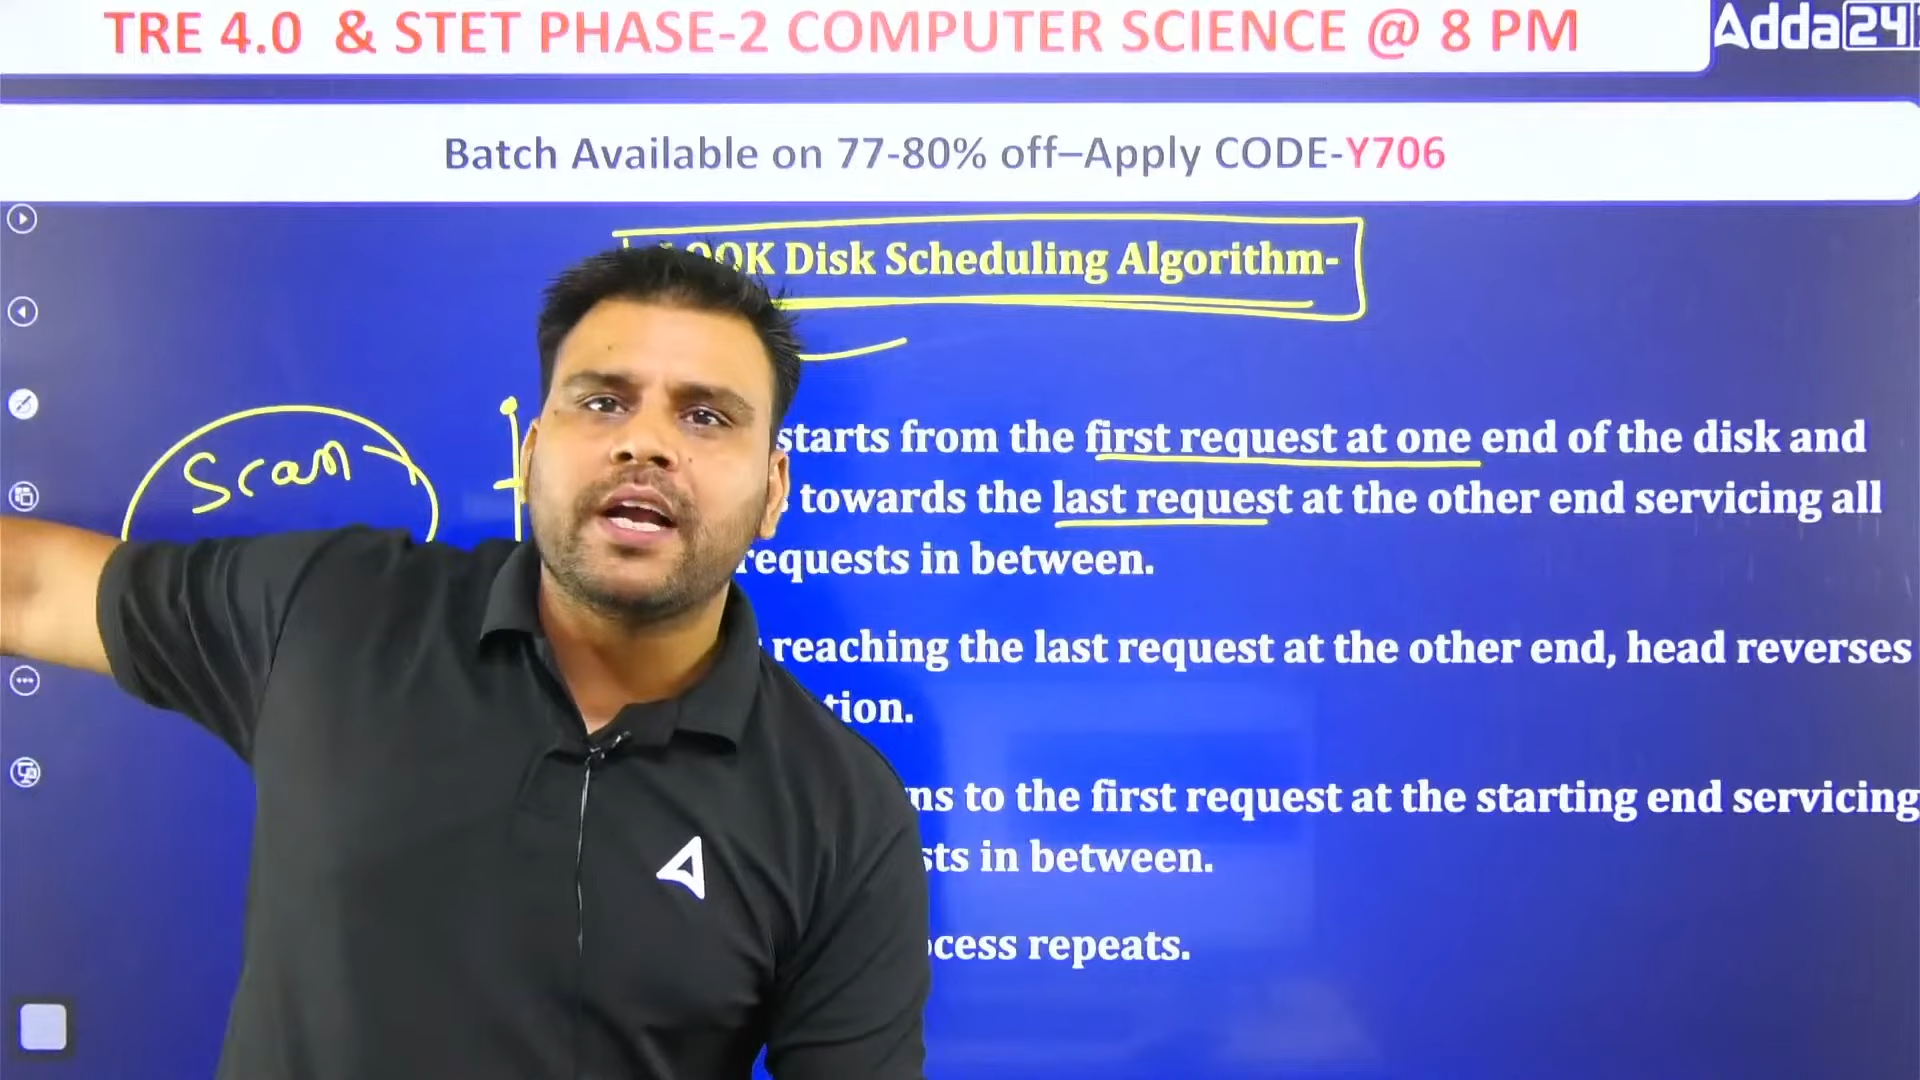 TRE 4.0 & STET PHASE-2 COMPUTER SCIENCE @ 8 PM
Adda24
Batch Available on 77-80% off–Apply CODE-Y706
LOOK Disk Scheduling Algorithm-
Scan
starts from the first request at one end of the disk and
towards the last request at the other end servicing all
requests in between.
reaching the last request at the other end, head reverses
tion.
ns to the first request at the starting end servicing
sts in between.
ocess repeats.